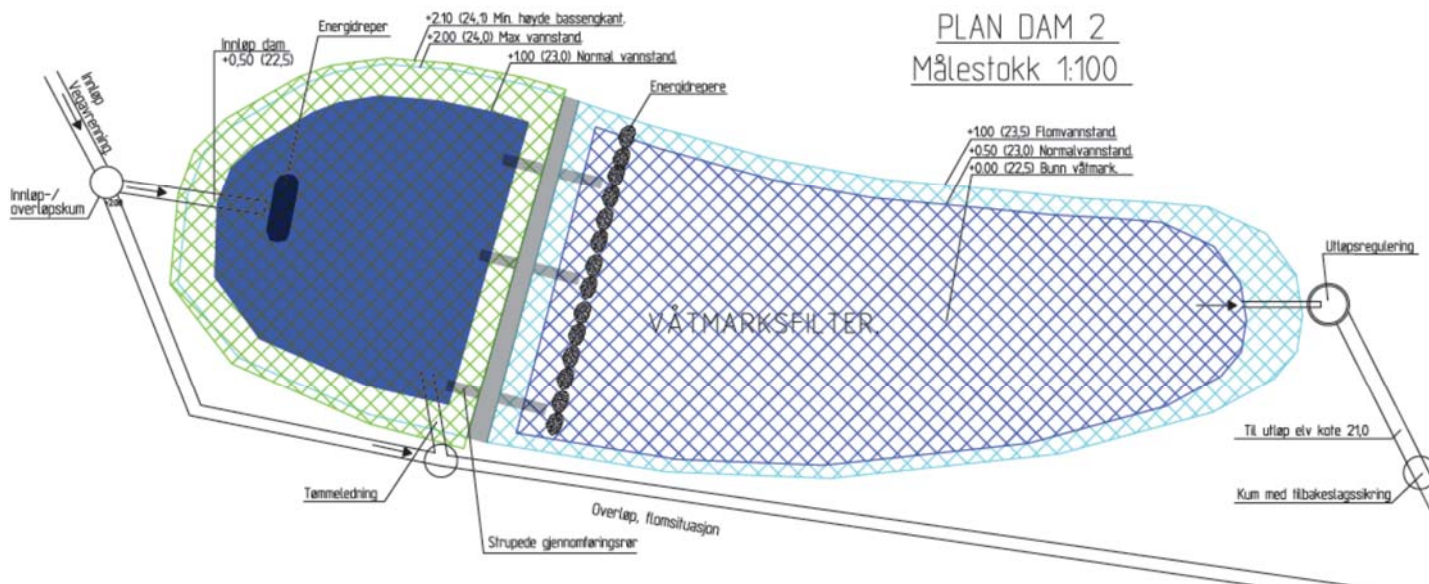 PLAN DAM 2
Målestokk 1:100
+2.10 (24,1) Min. høyde bassengkant.
+2.00 (24,0) Max vannstand.
+1.00 (23,0) Normal vannstand.
Energidreper
Innløp dam
+0,50 (22,5)
Innløp
Vegavrenning.
Innløp-/
overløpskum
Energidrepere
+1.00 (23,5) Flomvannstand.
+0.50 (23,0) Normalvannstand.
+0.00 (22,5) Bunn våtmark.
Utløpsregulering
VÅTMARKSFILTER.
Til utløp elv kote 21,0
Kum med tilbakeslagssikring
Tømmeledning
Overløp, flomsituasjon
Strupede gjennomføringsrør